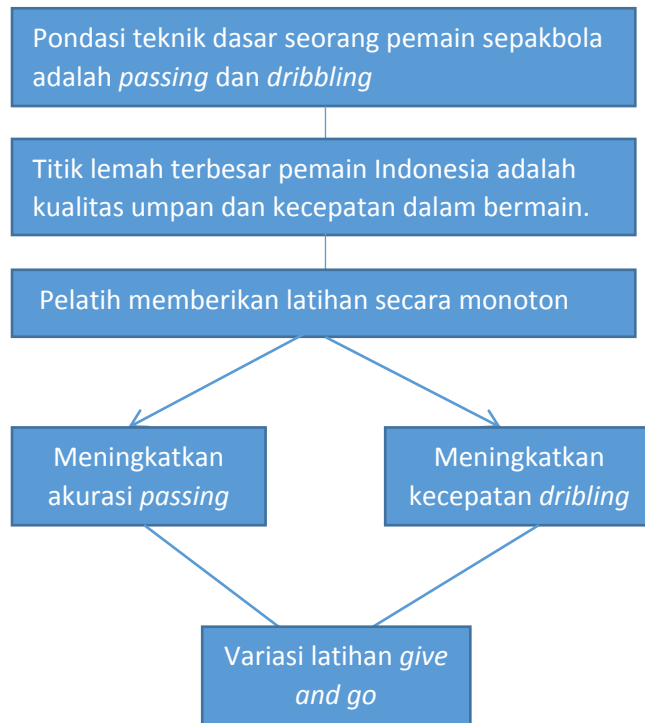 Pondasi teknik dasar seorang pemain sepakbola
adalah passing dan dribbling
Titik lemah terbesar pemain Indonesia adalah
kualitas umpan dan kecepatan dalam bermain.
Pelatih memberikan latihan secara monoton
Meningkatkan
akurasi passing
Meningkatkan
kecepatan dribling
Variasi latihan give
and go